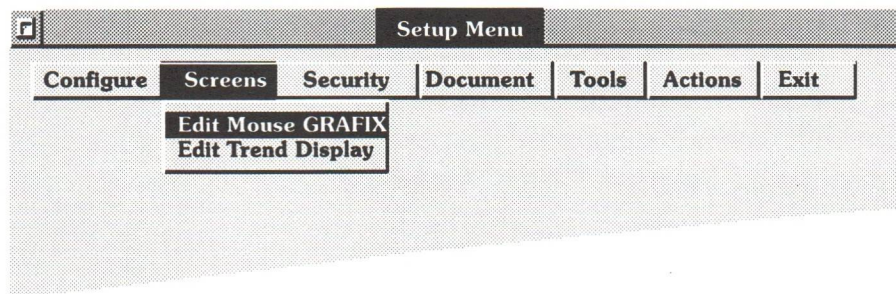 Setup Menu
Configure Screens Security Document Tools Actions Exit
Edit Mouse GRAFIX
Edit Trend Display